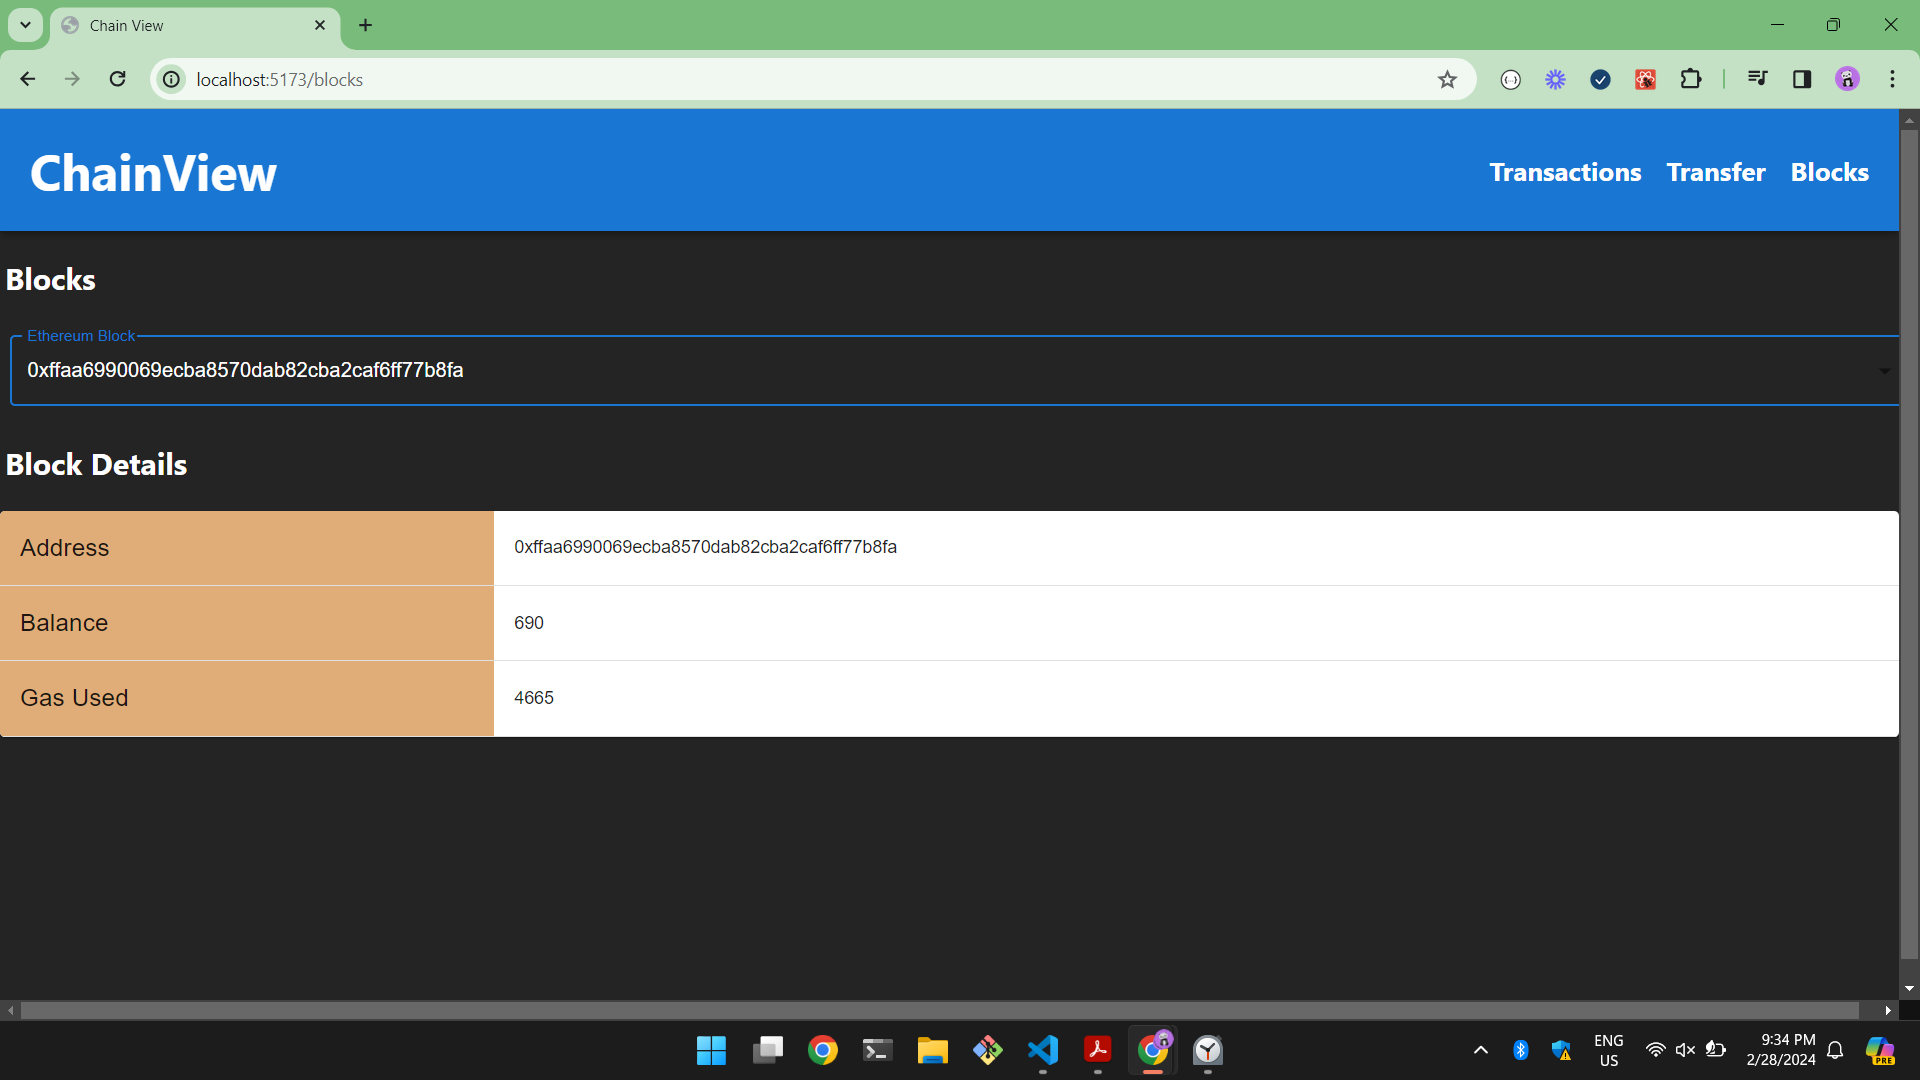 Chain View
localhost:5173/blocks
ChainView
Transactions Transfer Blocks
Blocks
Ethereum Block
0xffaa6990069ecba8570dab82cba2caf6ff77b8fa
Block Details
Address 0xffaa6990069ecba8570dab82cba2caf6ff77b8fa
Balance 690
Gas Used 4665
ENG
US
9:34 PM
2/28/2024
PRE